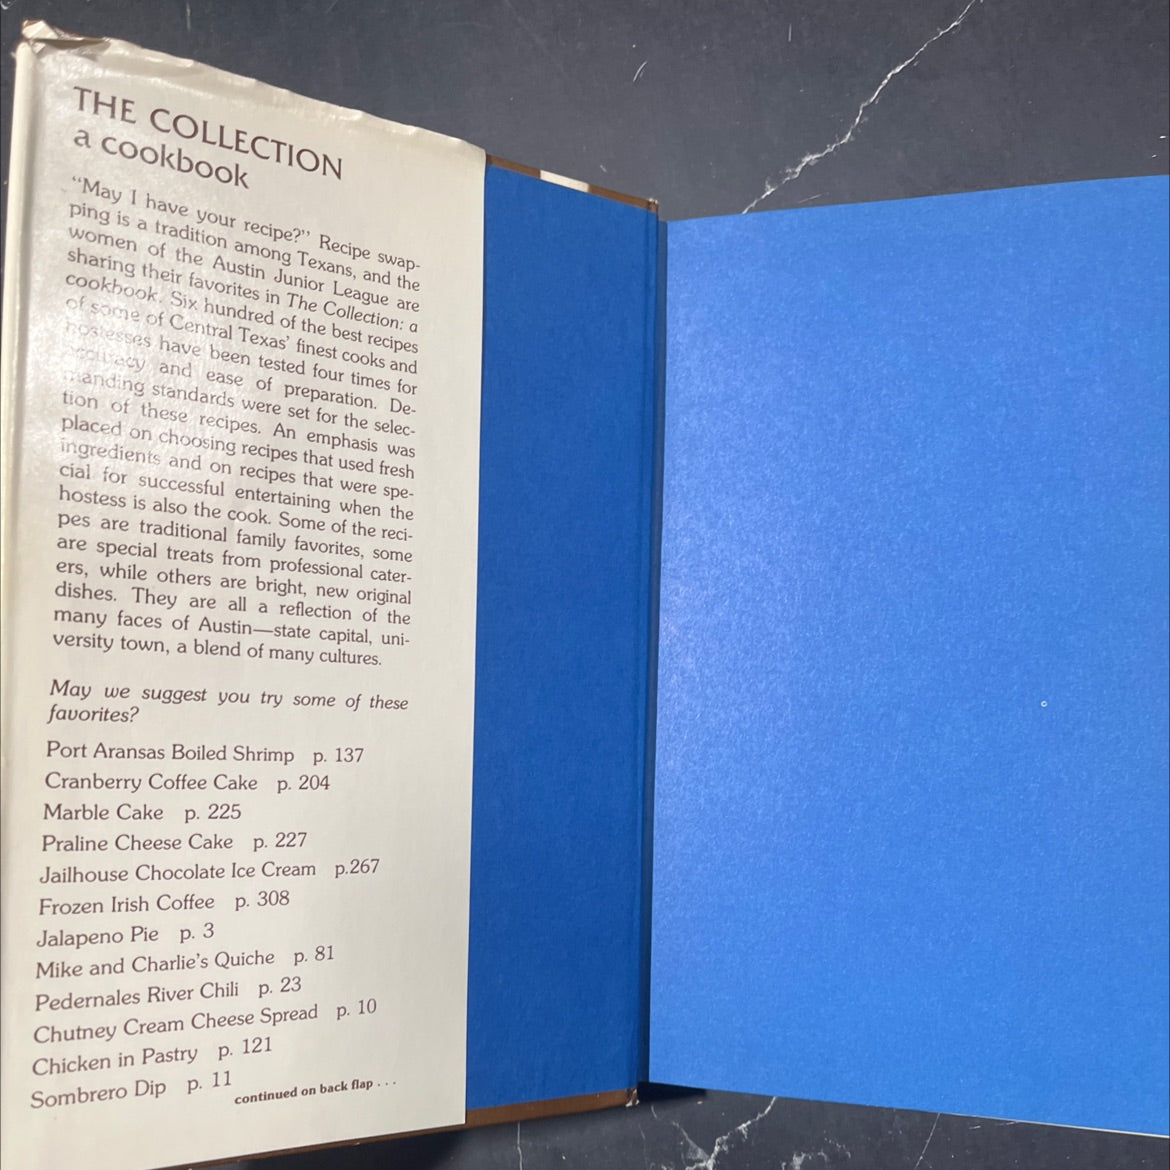 THE COLLECTION
a cookbook
“May I have your recipe?” Recipe swap-
ping is a tradition among Texans, and the
women of the Austin Junior League are
sharing their favorites in The Collection: a
cookbook. Six hundred of the best recipes
of some of Central Texas’ finest cooks and
hostesses have been tested four times for
accuracy and ease of preparation. De-
manding standards were set for the selec-
tion of these recipes. An emphasis was
placed on choosing recipes that used fresh
ingredients and on recipes that were spe-
cial for successful entertaining when the
hostess is also the cook. Some of the reci-
pes are traditional family favorites, some
are special treats from professional cater-
ers, while others are bright, new original
dishes. They are all a reflection of the
many faces of Austin—state capital, uni-
versity town, a blend of many cultures.
May we suggest you try some of these
favorites?
Port Aransas Boiled Shrimp p. 137
Cranberry Coffee Cake p. 204
Marble Cake p. 225
Praline Cheese Cake p. 227
Jailhouse Chocolate Ice Cream p.267
Frozen Irish Coffee p. 308
Jalapeno Pie p. 3
Mike and Charlie’s Quiche p. 81
Pedernales River Chili p. 23
Chutney Cream Cheese Spread p. 10
Chicken in Pastry p. 121
Sombrero Dip p. 11
continued on back flap . . .